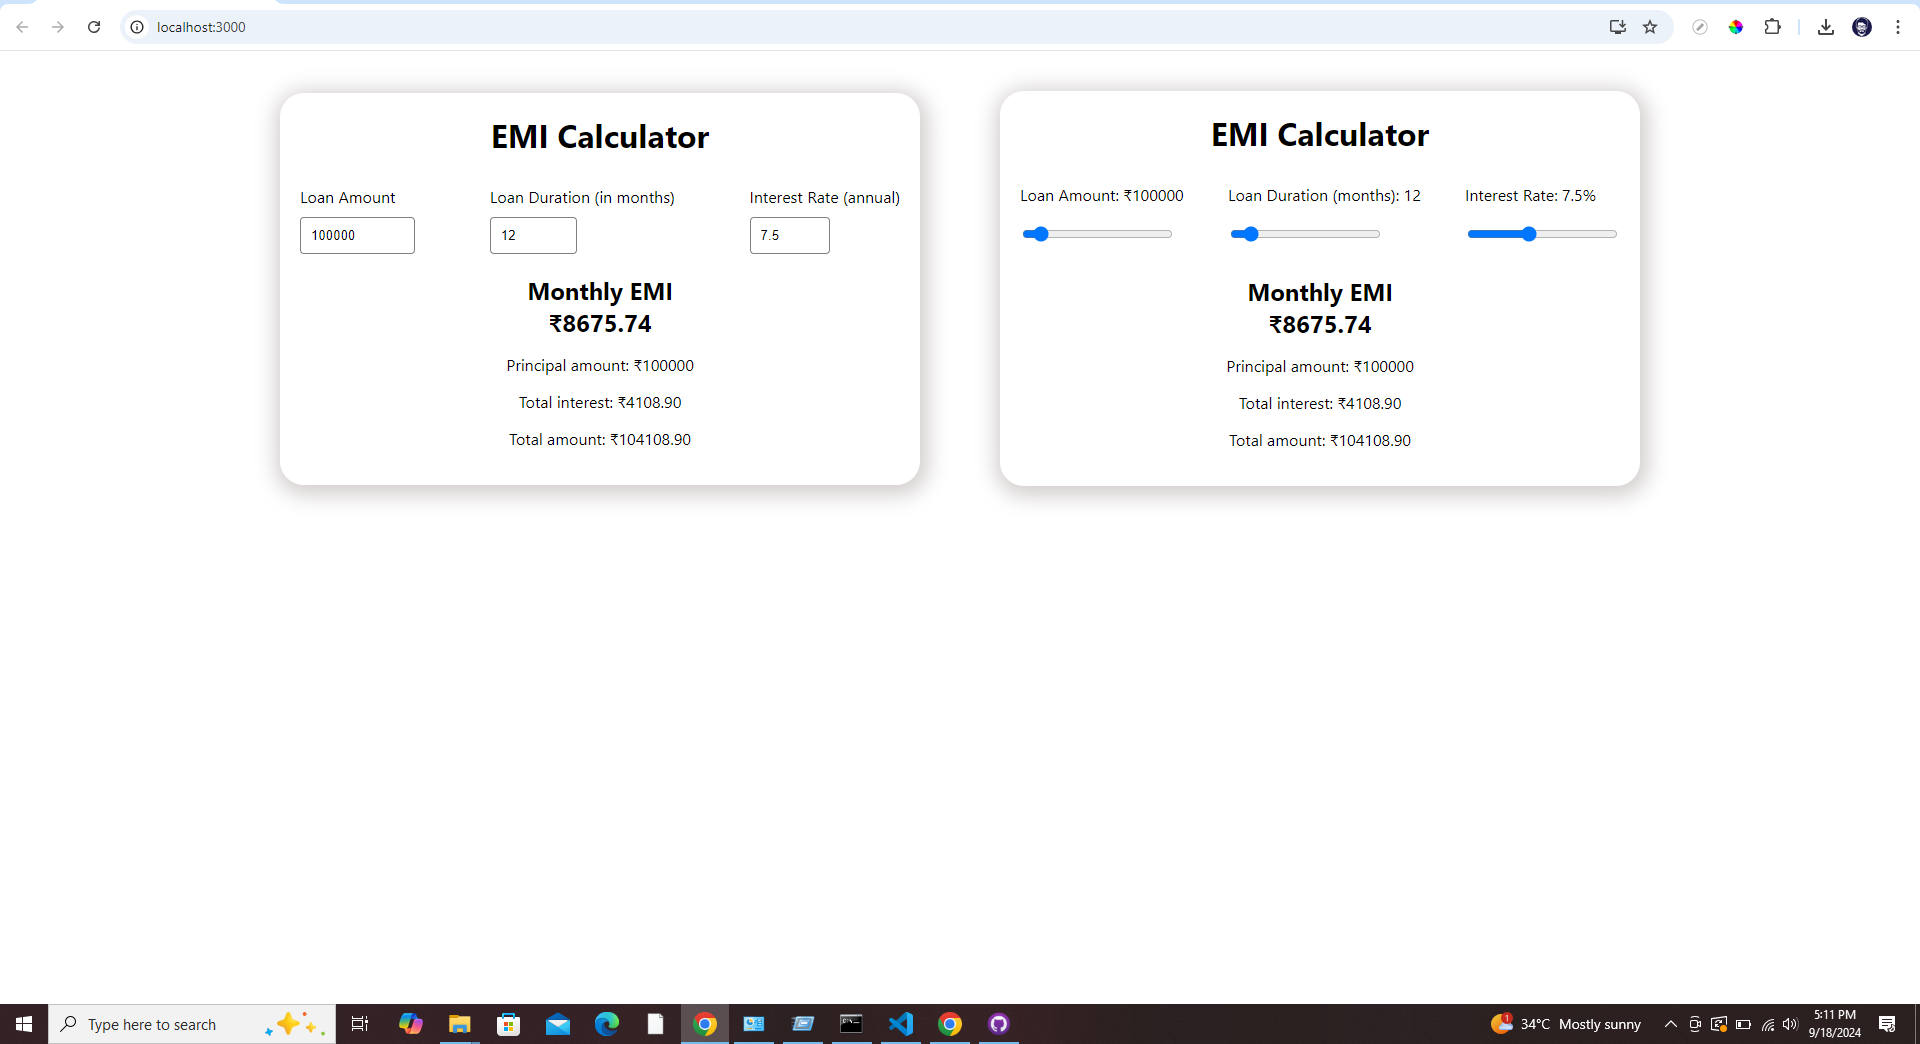 localhost:3000
EMI Calculator
Loan Amount
Loan Duration (in months)
Interest Rate (annual)
100000
12
7.5
Monthly EMI
₹8675.74
Principal amount: ₹100000
Total interest: ₹4108.90
Total amount: ₹104108.90
EMI Calculator
Loan Amount: ₹100000
Loan Duration (months): 12
Interest Rate: 7.5%
Monthly EMI
₹8675.74
Principal amount: ₹100000
Total interest: ₹4108.90
Total amount: ₹104108.90
Type here to search
1
34°C Mostly sunny
5:11 PM
9/18/2024